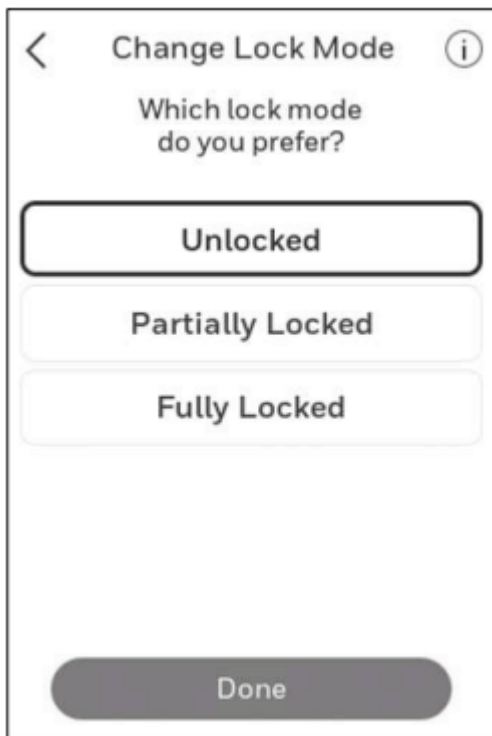 Change Lock Mode
Which lock mode
do you prefer?
Unlocked
Partially Locked
Fully Locked
Done